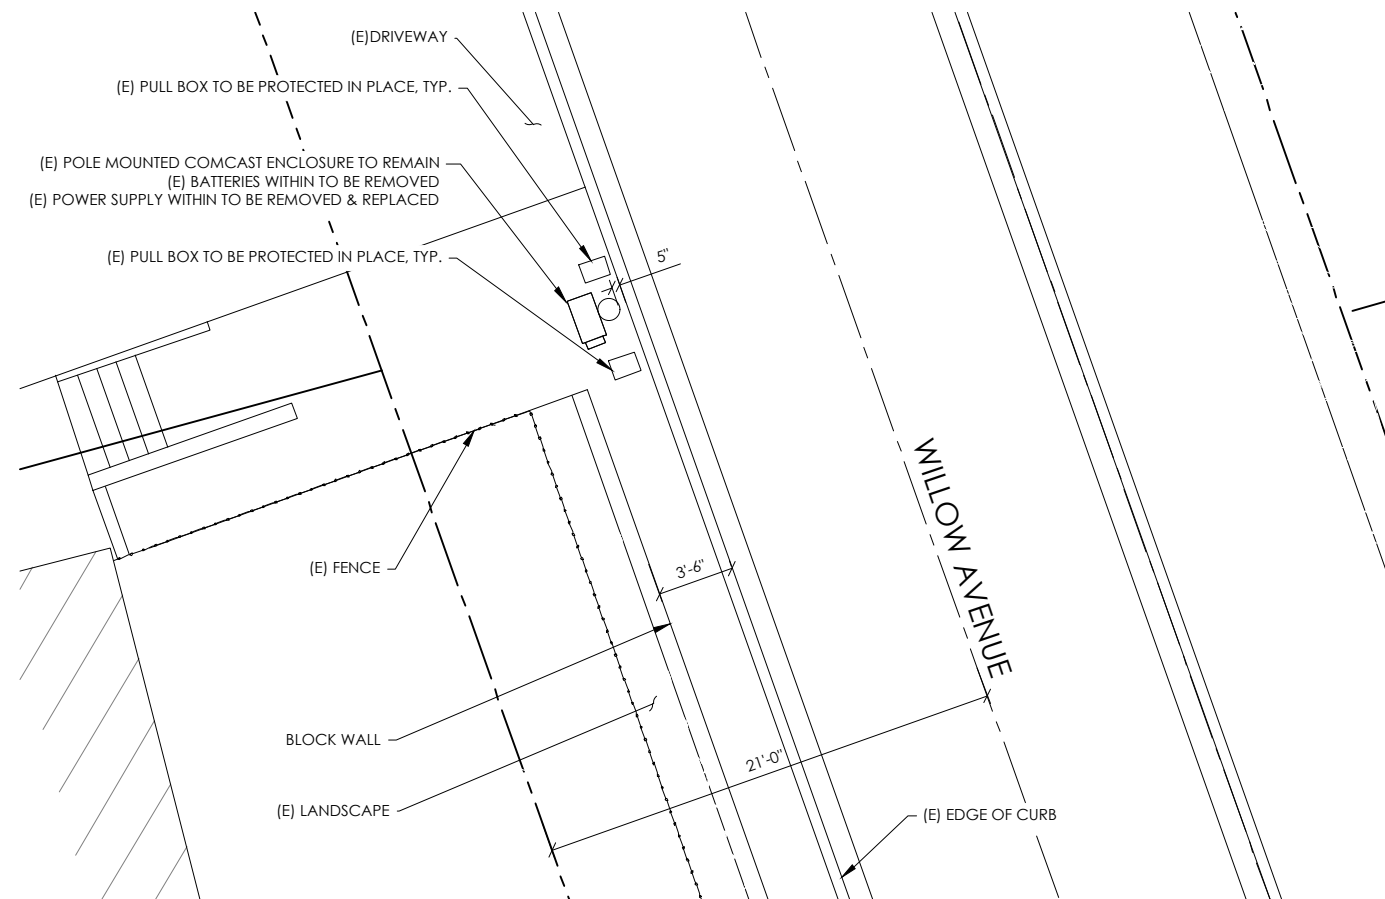 (E)DRIVEWAY
(E) PULL BOX TO BE PROTECTED IN PLACE, TYP.
(E) POLE MOUNTED COMCAST ENCLOSURE TO REMAIN
(E) BATTERIES WITHIN TO BE REMOVED
(E) POWER SUPPLY WITHIN TO BE REMOVED & REPLACED
(E) PULL BOX TO BE PROTECTED IN PLACE, TYP.
5"
WILLOW AVENUE
(E) FENCE
3'-6"
BLOCK WALL
21'-0"
(E) LANDSCAPE
(E) EDGE OF CURB